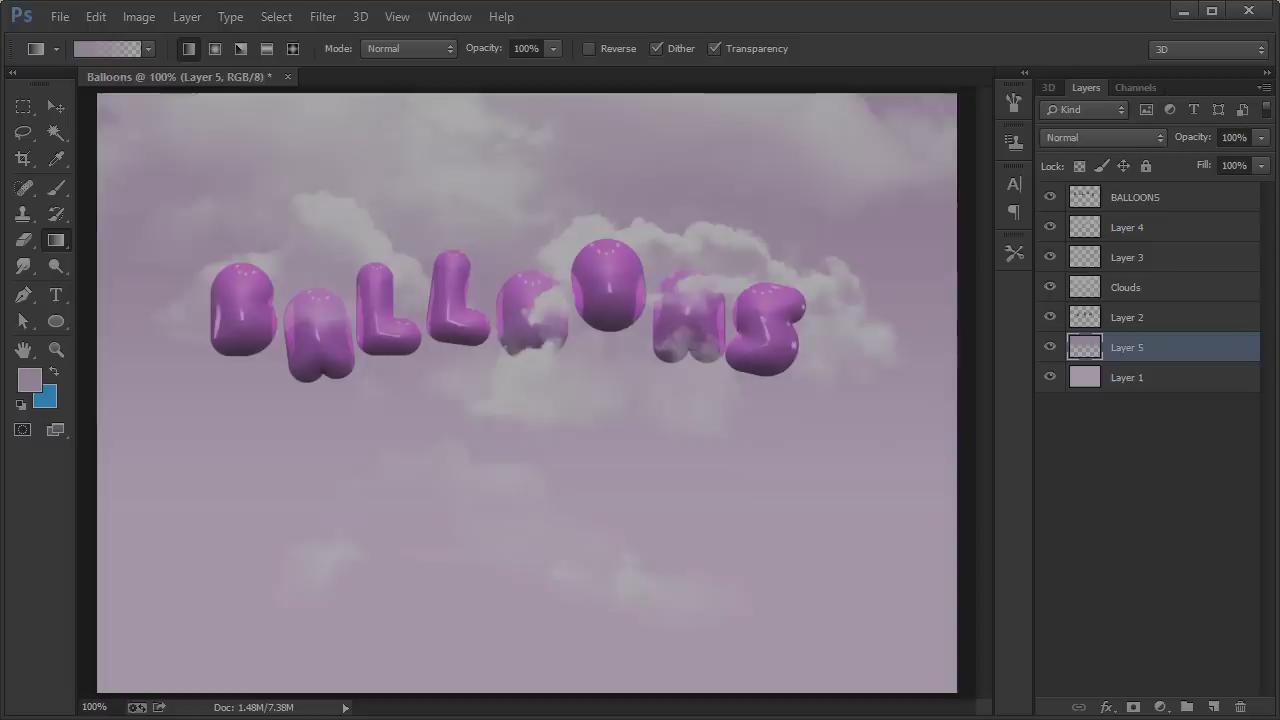 Ps File Edit Image Layer Type Select Filter 3D View Window Help
Mode: Normal Opacity: 100% Reverse Dither Transparency 3D
Balloons @ 100% (Layer 5, RGB/8) * ×
3D Layers Channels
Kind
Normal Opacity: 100%
Lock: Fill: 100%
BALLOONS
Layer 4
Layer 3
Clouds
Layer 2
Layer 5
Layer 1
BALLOONS
100% Doc: 1.48M/7.38M